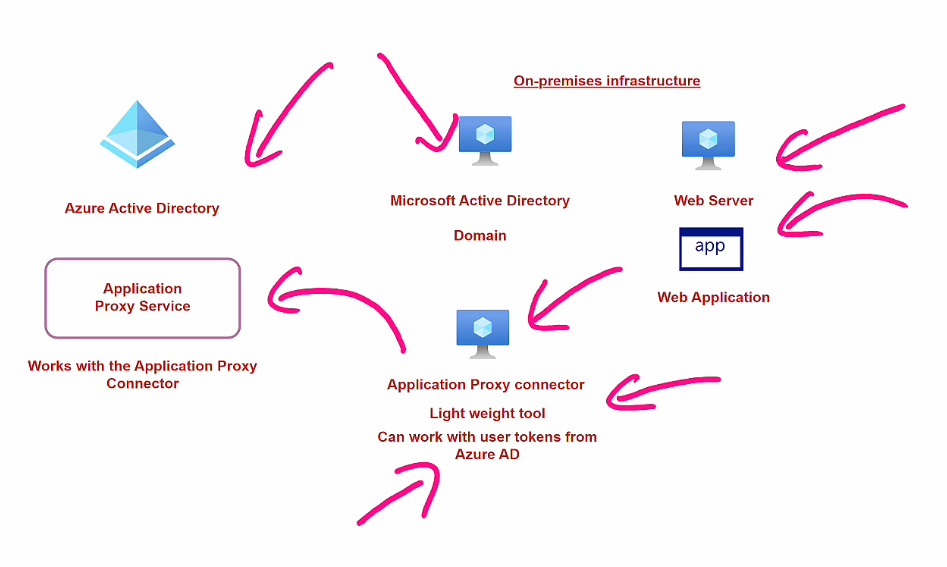 On-premises infrastructure
Azure Active Directory
Microsoft Active Directory
Domain
Web Server
app
Web Application
Application
Proxy Service
Works with the Application Proxy
Connector
Application Proxy connector
Light weight tool
Can work with user tokens from
Azure AD